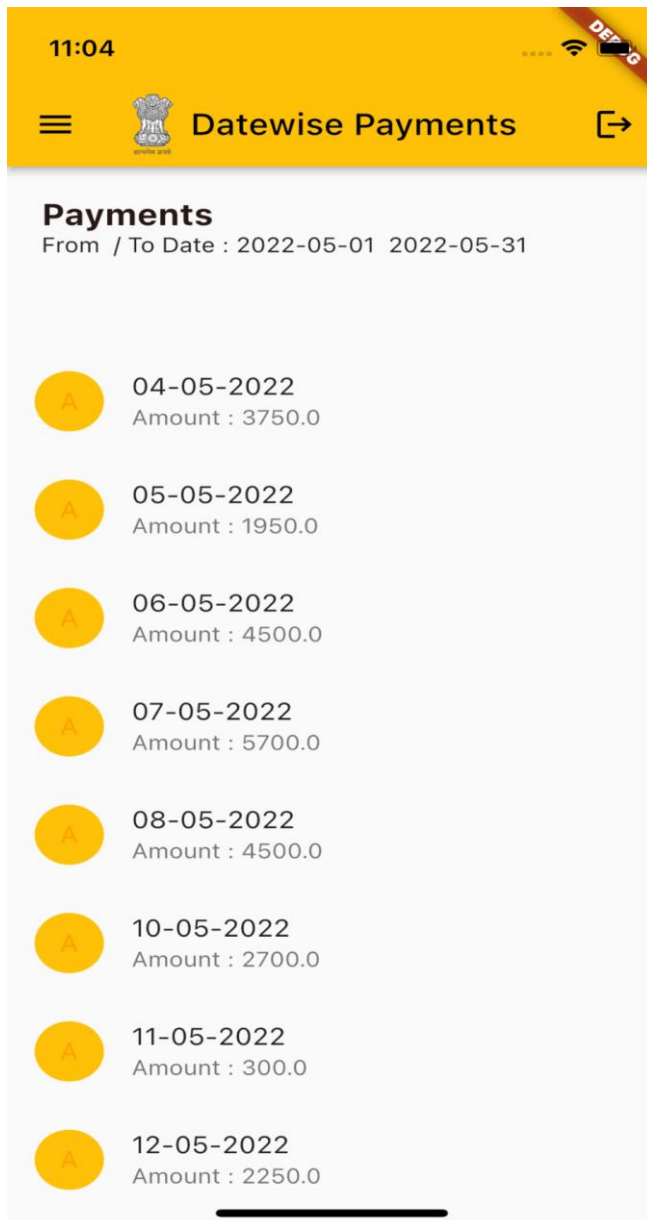 11:04
DEBUG
Datewise Payments
Payments
From / To Date : 2022-05-01 2022-05-31
A
04-05-2022
Amount : 3750.0
A
05-05-2022
Amount : 1950.0
A
06-05-2022
Amount : 4500.0
A
07-05-2022
Amount : 5700.0
A
08-05-2022
Amount : 4500.0
A
10-05-2022
Amount : 2700.0
A
11-05-2022
Amount : 300.0
A
12-05-2022
Amount : 2250.0